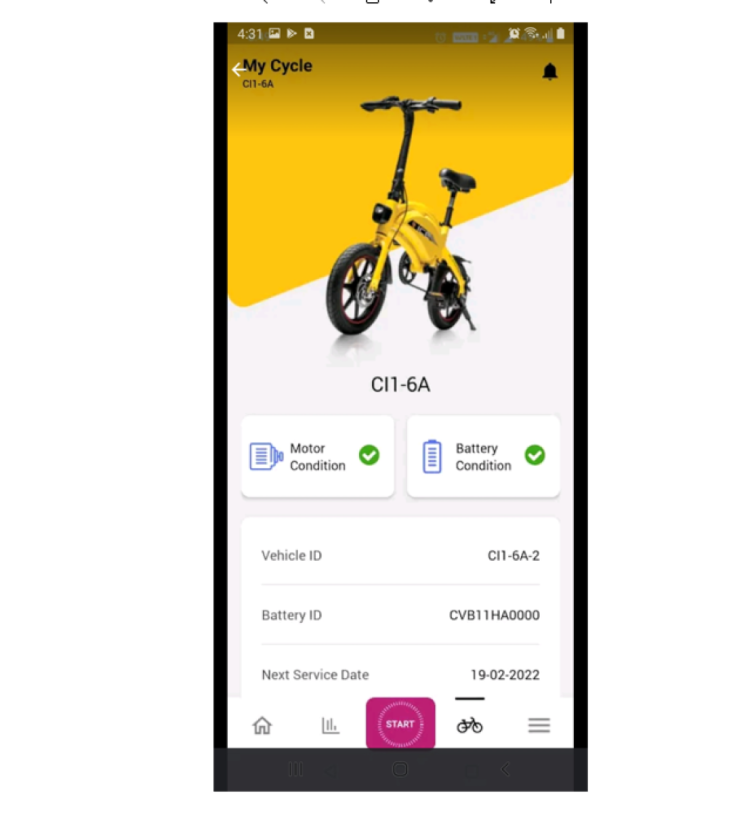 4:31
My Cycle
CI1-6A
CI1-6A
Motor
Condition
Battery
Condition
Vehicle ID
CI1-6A-2
Battery ID
CVB11HA0000
Next Service Date
19-02-2022
START